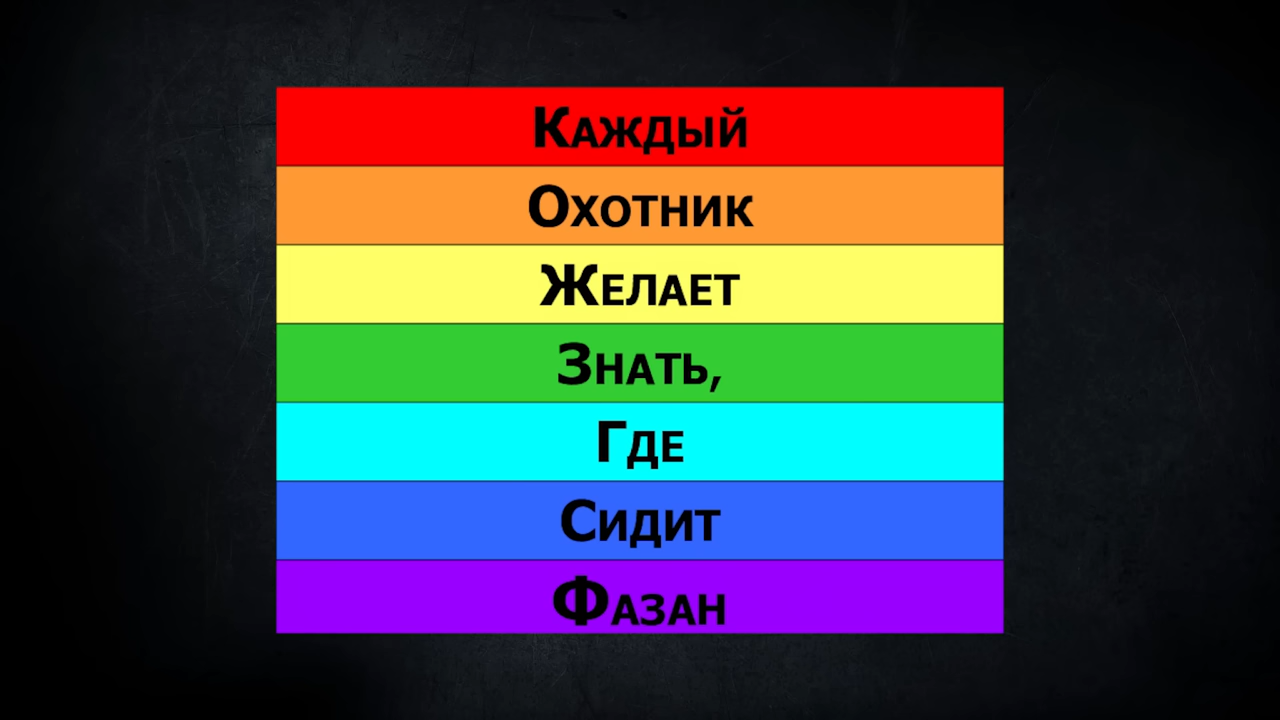 Каждый
Охотник
Желает
Знать,
Где
Сидит
Фазан